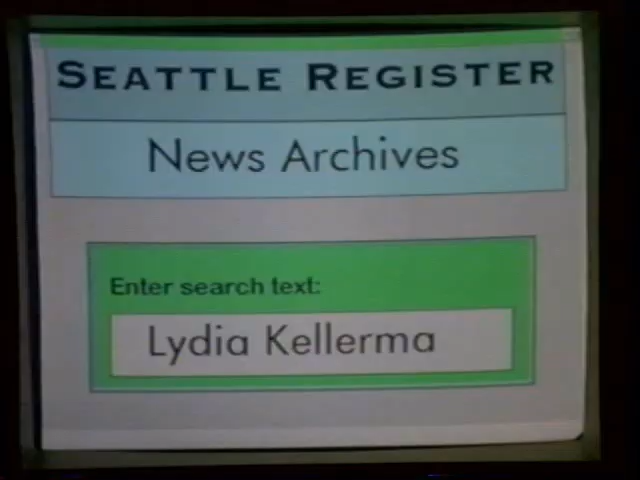 SEATTLE REGISTER
News Archives
Enter search text:
Lydia Kellerma